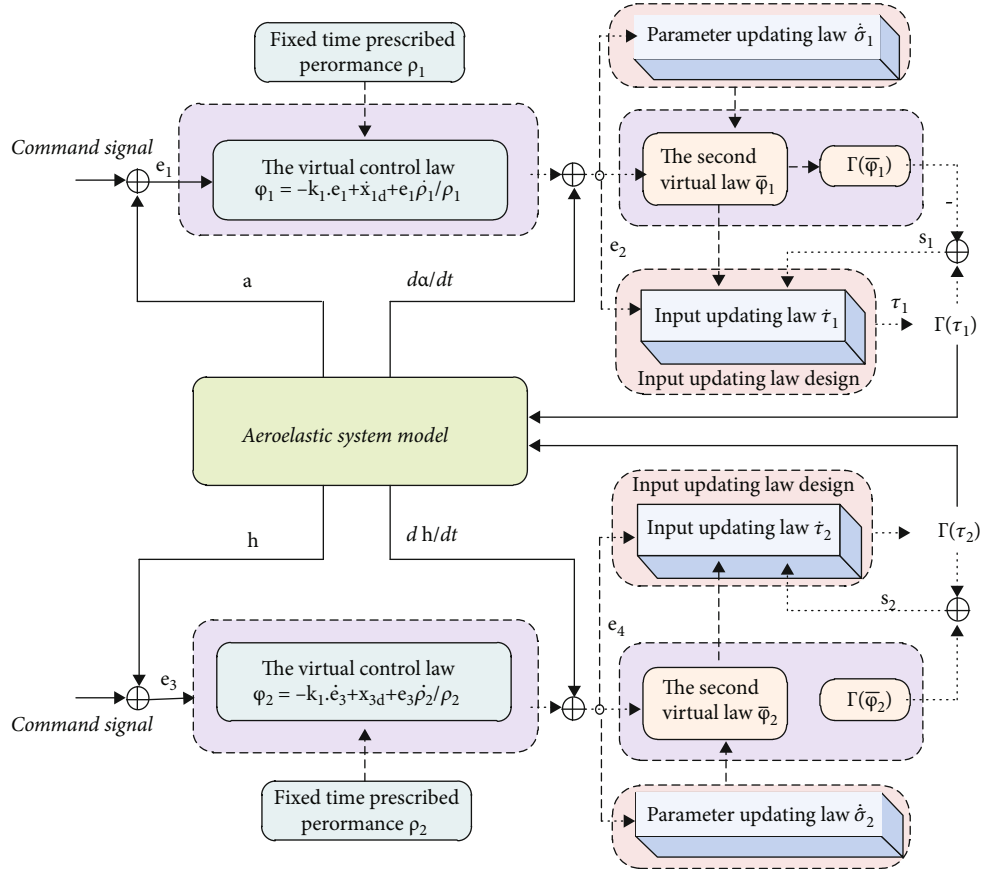 Fixed time prescribed
perormance ρ₁
Parameter updating law σ̂̇₁
Command signal
e₁
The virtual control law
φ₁ = –k₁.e₁+ẋ₁d+e₁ρ̇₁/ρ₁
The second
virtual law φ̅₁
Γ(φ̅₁)
-
e₂
s₁
a
dα/dt
Input updating law τ̇₁
τ₁
Γ(τ₁)
Input updating law design
Aeroelastic system model
Input updating law design
h
d h/dt
Input updating law τ̇₂
Γ(τ₂)
s₂
e₄
e₃
The virtual control law
φ₂ = –k₁.ė₃+x₃d+e₃ρ̇₂/ρ₂
Command signal
The second
virtual law φ̅₂
Γ(φ̅₂)
Fixed time prescribed
perormance ρ₂
Parameter updating law σ̂̇₂